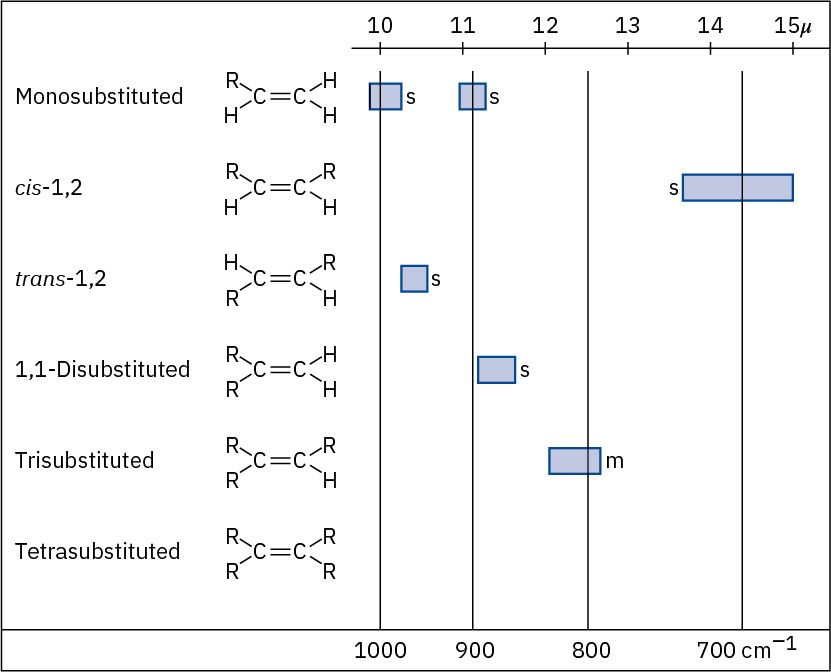 10 11 12 13 14 15μ
R H
Monosubstituted C=C s s
H H
R R
cis-1,2 C=C s
H H
H R
trans-1,2 C=C s
R H
R H
1,1-Disubstituted C=C s
R H
R R
Trisubstituted C=C m
R H
R R
Tetrasubstituted C=C
R R
1000 900 800 700 cm⁻¹